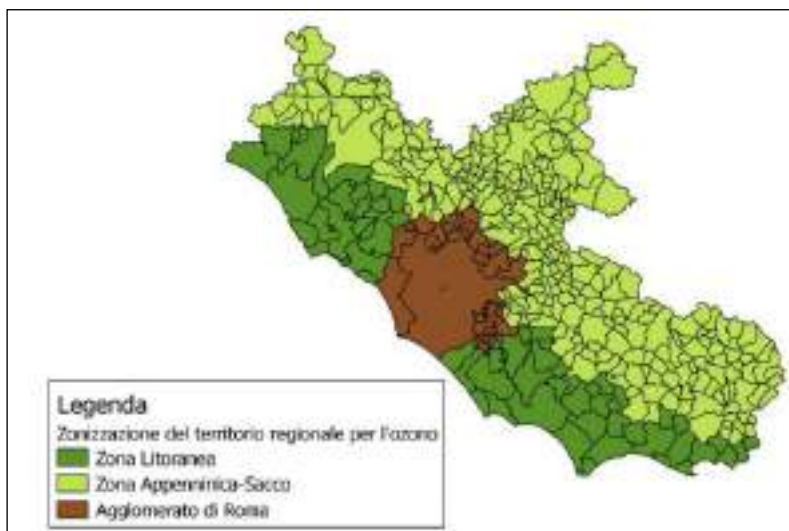 Legenda
Zonizzazione del territorio regionale per l'ozono
Zona Litoranea
Zona Appenninica-Sacco
Agglomerato di Roma